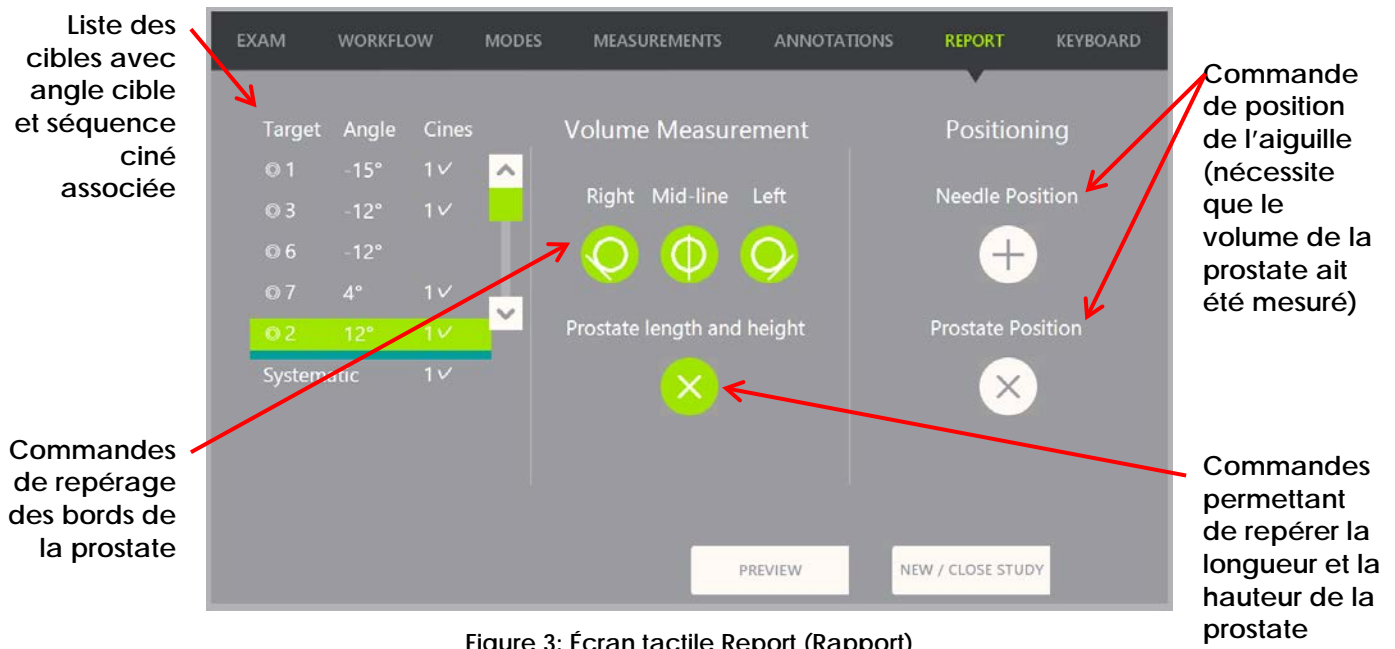 Liste des
cibles avec
angle cible
et séquence
ciné
associée
EXAM WORKFLOW MODES MEASUREMENTS ANNOTATIONS REPORT KEYBOARD
Target Angle Cines
1 -15° 1✓
3 -12° 1✓
6 -12°
7 4° 1✓
2 12° 1✓
Systematic 1✓
Volume Measurement
Right Mid-line Left
Prostate length and height
Positioning
Needle Position
Prostate Position
PREVIEW
NEW / CLOSE STUDY
Commande
de position
de l'aiguille
(nécessite
que le
volume de la
prostate ait
été mesuré)
Commandes
de repérage
des bords de
la prostate
Commandes
permettant
de repérer la
longueur et la
hauteur de la
prostate
Figure 3: Écran tactile Report (Rapport)